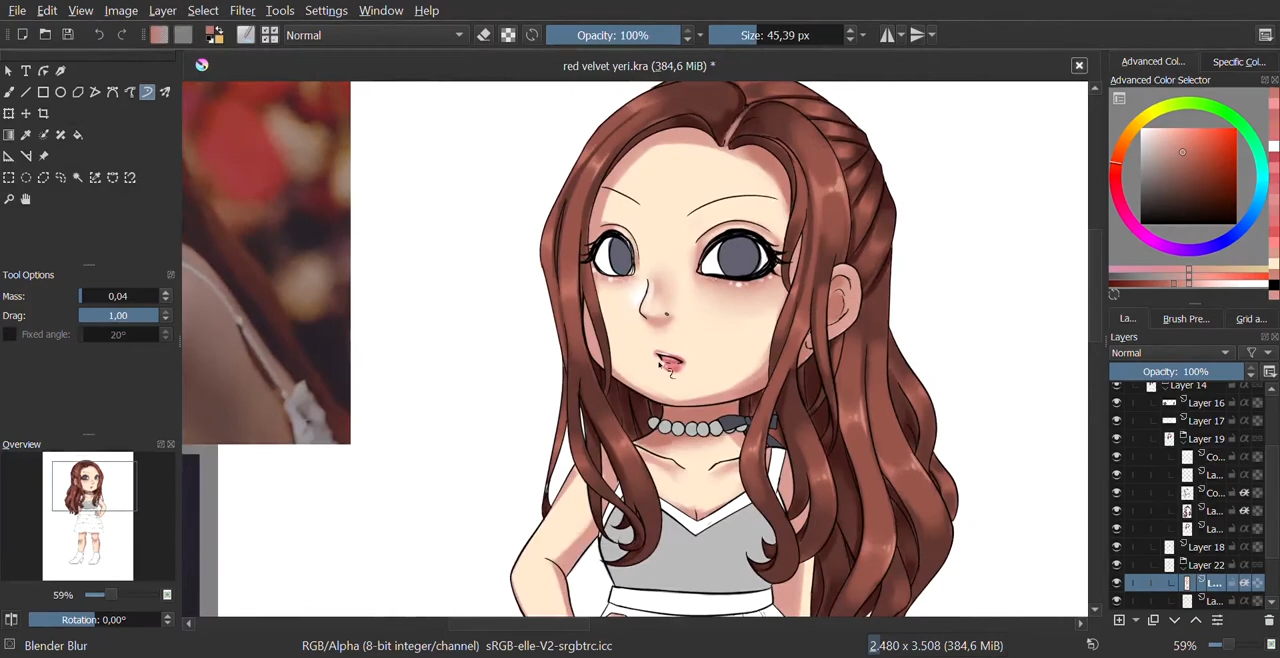 File Edit View Image Layer Select Filter Tools Settings Window Help
Normal Opacity: 100% Size: 45,39 px
red velvet yeri.kra (384,6 MiB) *
Advanced Col... Specific Col...
Advanced Color Selector
Tool Options
Mass: 0,04
Drag: 1,00
Fixed angle: 20°
La... Brush Pre... Grid a...
Layers
Normal
Opacity: 100%
Layer 14
Layer 16
Layer 17
Layer 19
Co...
La...
Co...
La...
La...
Layer 18
Layer 22
L...
La...
Overview
59%
Rotation: 0,00°
Blender Blur RGB/Alpha (8-bit integer/channel) sRGB-elle-V2-srgbtrc.icc 2.480 x 3.508 (384,6 MiB) 59%